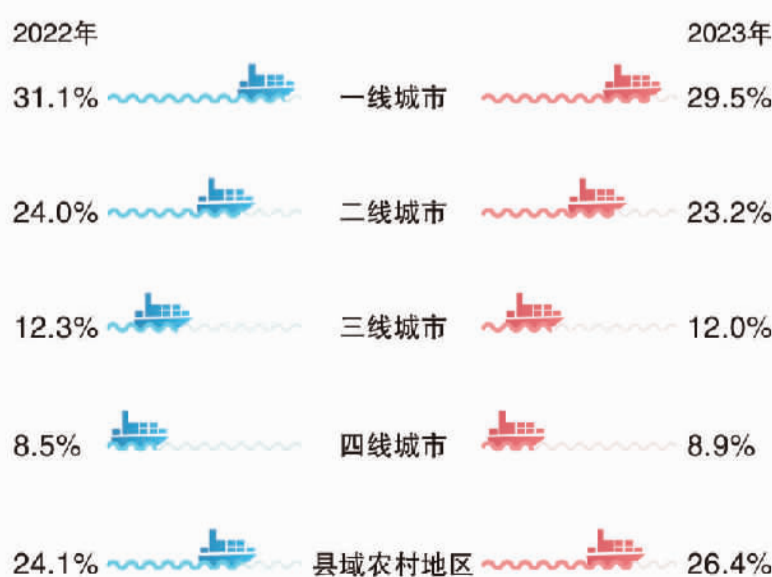 2022年 2023年
31.1% 一线城市 29.5%
24.0% 二线城市 23.2%
12.3% 三线城市 12.0%
8.5% 四线城市 8.9%
24.1% 县域农村地区 26.4%